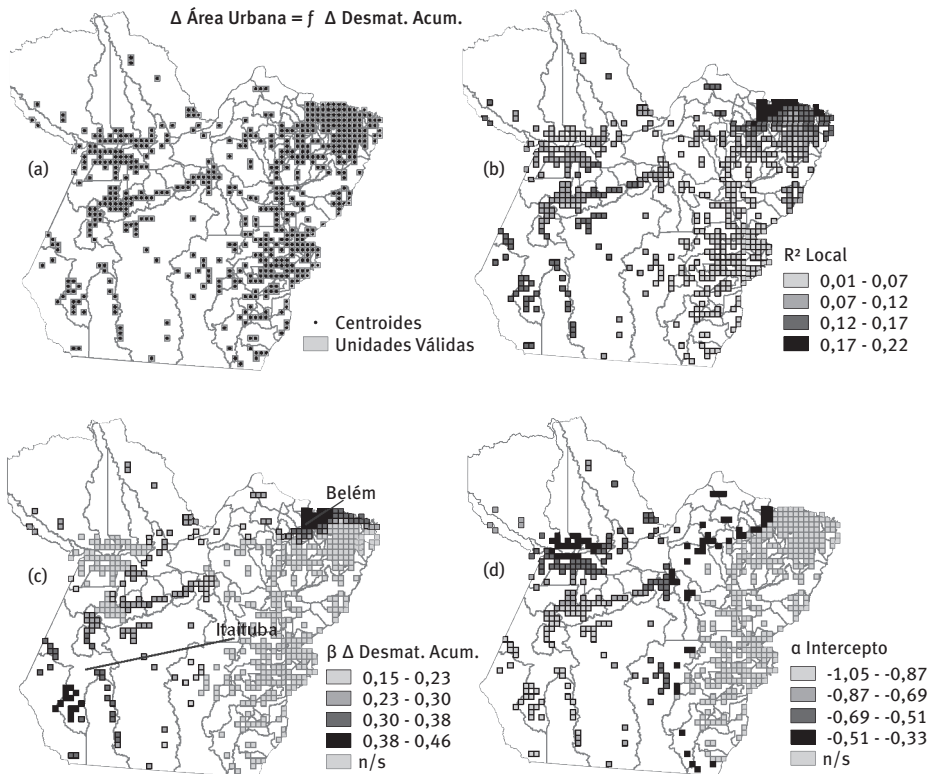 Δ Área Urbana = ƒ Δ Desmat. Acum.
(a)
• Centroides
Unidades Válidas
(b)
R² Local
0,01 - 0,07
0,07 - 0,12
0,12 - 0,17
0,17 - 0,22
(c)
Belém
Itaituba
β Δ Desmat. Acum.
0,15 - 0,23
0,23 - 0,30
0,30 - 0,38
0,38 - 0,46
n/s
(d)
α Intercepto
-1,05 - -0,87
-0,87 - -0,69
-0,69 - -0,51
-0,51 - -0,33
n/s